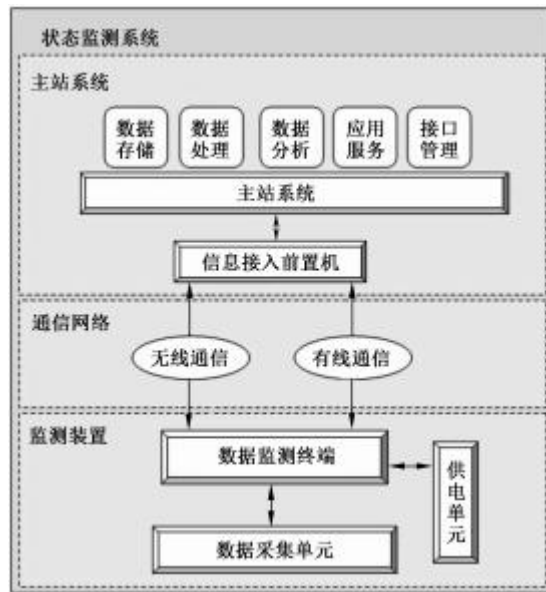 状态监测系统
主站系统
数据
存储
数据
处理
数据
分析
应用
服务
接口
管理
主站系统
信息接入前置机
通信网络
无线通信
有线通信
监测装置
数据监测终端
供电单元
数据采集单元